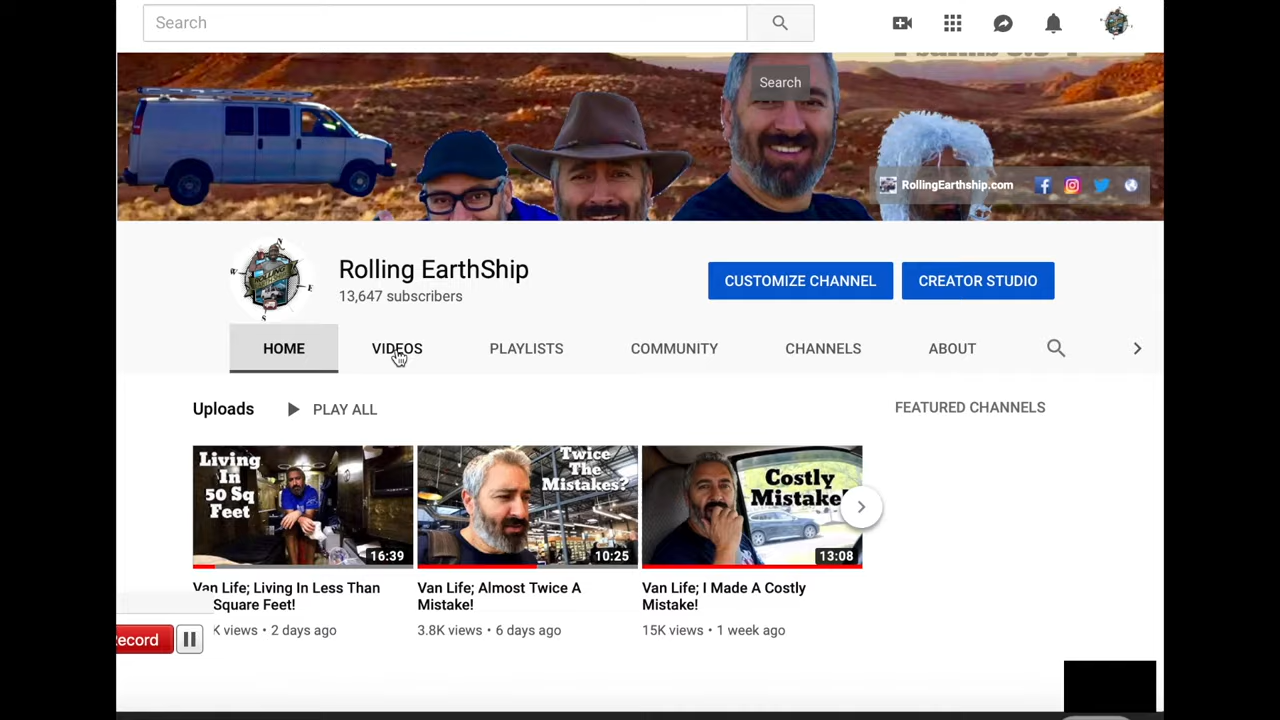 Search
Search
RollingEarthship.com
Rolling EarthShip
13,647 subscribers
CUSTOMIZE CHANNEL
CREATOR STUDIO
HOME
VIDEOS
PLAYLISTS
COMMUNITY
CHANNELS
ABOUT
Uploads
PLAY ALL
FEATURED CHANNELS
Living
In
50 Sq
Feet
16:39
Twice
The
Mistakes?
10:25
Costly
Mistake!
13:08
Van Life; Living In Less Than
Square Feet!
K views • 2 days ago
Van Life; Almost Twice A
Mistake!
3.8K views • 6 days ago
Van Life; I Made A Costly
Mistake!
15K views • 1 week ago
ecord